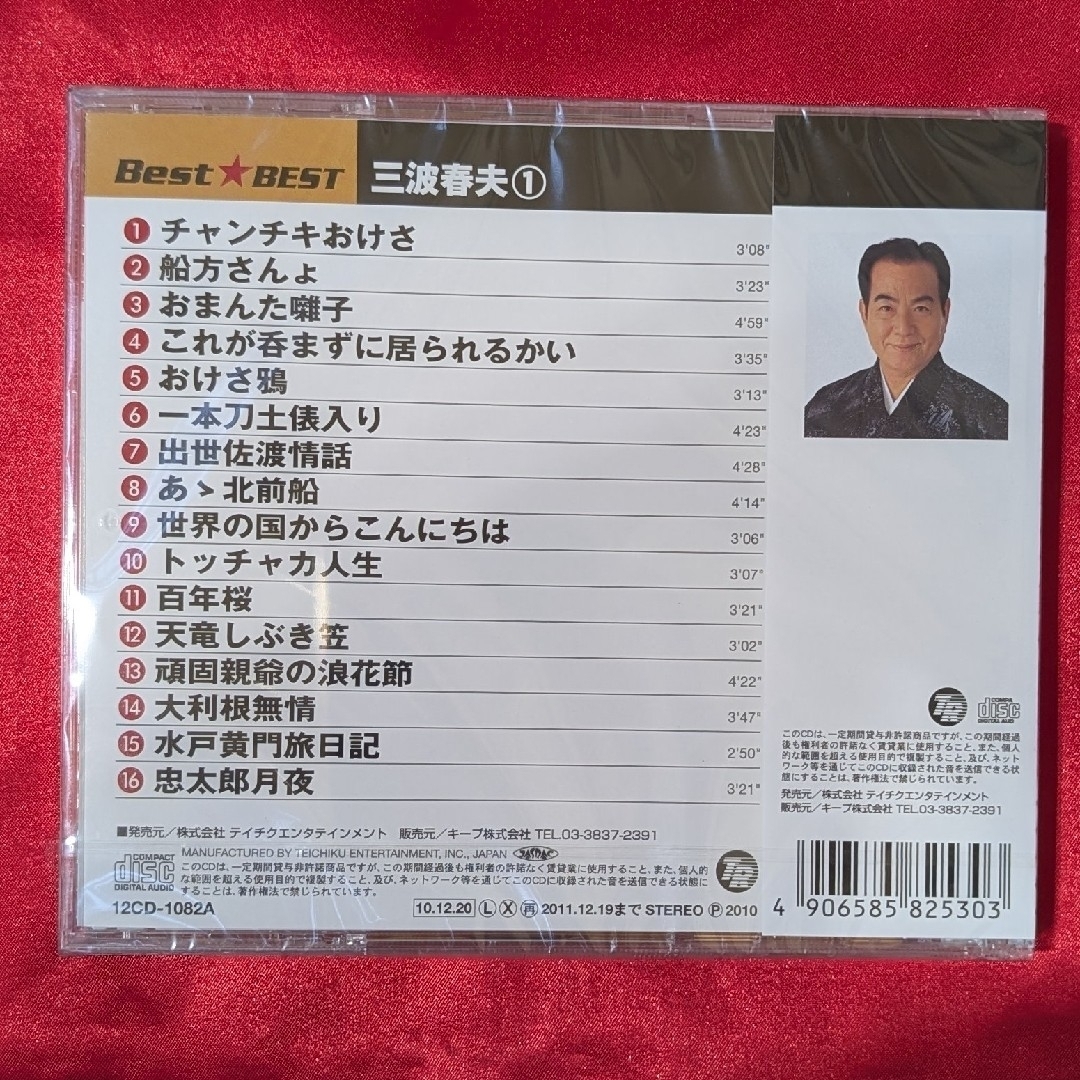 Best★BEST 三波春夫①
1 チャンチキおけさ 3'08"
2 船方さんょ 3'23"
3 おまんた囃子 4'59"
4 これが呑まずに居られるかい 3'35"
5 おけさ鴉 3'13"
6 一本刀土俵入り 4'23"
7 出世佐渡情話 4'28"
8 あゝ北前船 4'14"
9 世界の国からこんにちは 3'06"
10 トッチャカ人生 3'07"
11 百年桜 3'21"
12 天竜しぶき笠 3'02"
13 頑固親爺の浪花節 4'22"
14 大利根無情 3'47"
15 水戸黄門旅日記 2'50"
16 忠太郎月夜 3'21"
■発売元／株式会社 テイチクエンタテインメント 販売元／キープ株式会社 TEL.03-3837-2391
COMPACT
disc
DIGITAL AUDIO
MANUFACTURED BY TEICHIKU ENTERTAINMENT, INC., JAPAN JASRAC
このCDは、一定期間貸与非許諾商品ですが、この期間経過後も権利者の許諾なく賃貸業に使用すること、また、個人的
な範囲を超える使用目的で複製すること、及び、ネットワーク等を通じてこのCDに収録された音を送信できる状態に
することは、著作権法で禁じられています。
12CD-1082A
10.12.20 Ⓛ Ⓧ 再 2011.12.19まで STEREO Ⓟ 2010
COMPACT
disc
DIGITAL AUDIO
このCDは、一定期間貸与非許諾商品ですが、この期間経過
後も権利者の許諾なく賃貸業に使用すること、また、個人
的な範囲を超える使用目的で複製すること、及び、ネット
ワーク等を通じてこのCDに収録された音を送信できる状
態にすることは、著作権法で禁じられています。
発売元／株式会社 テイチクエンタテインメント
販売元／キープ株式会社 TEL.03-3837-2391
4 906585 825303